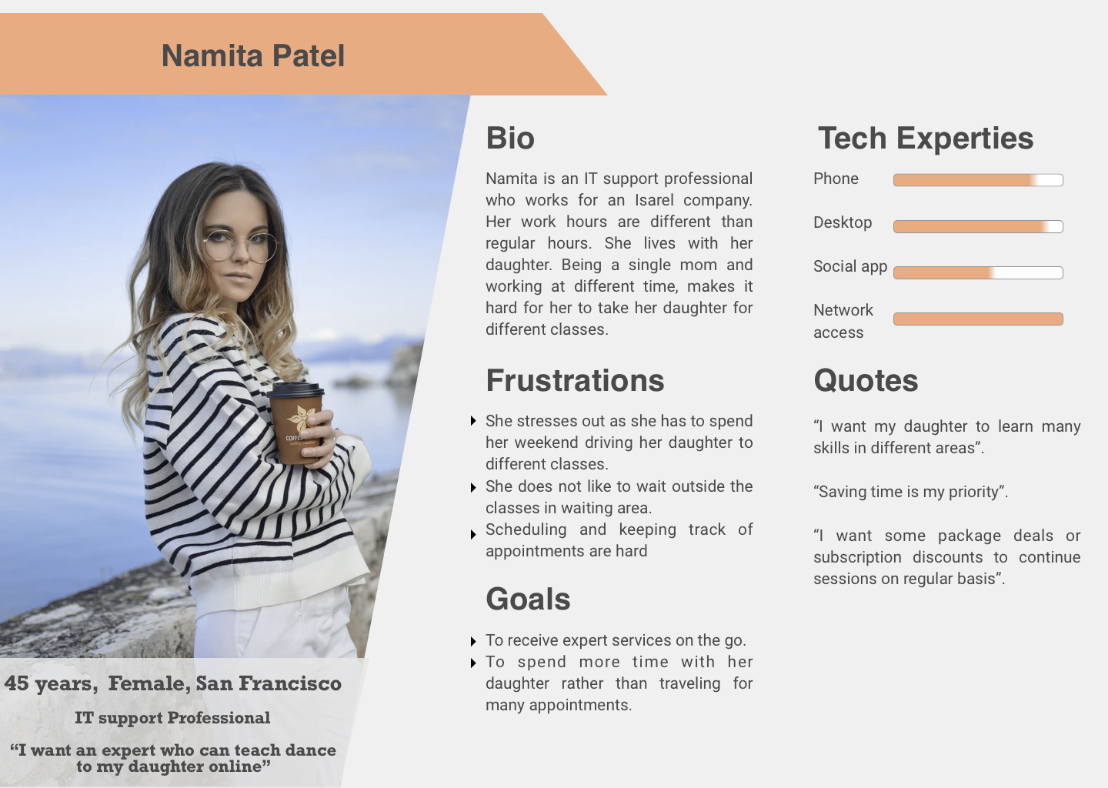 Namita Patel
Bio
Namita is an IT support professional
who works for an Isarel company.
Her work hours are different than
regular hours. She lives with her
daughter. Being a single mom and
working at different time, makes it
hard for her to take her daughter for
different classes.
Frustrations
She stresses out as she has to spend
her weekend driving her daughter to
different classes.
She does not like to wait outside the
classes in waiting area.
Scheduling and keeping track of
appointments are hard
Goals
To receive expert services on the go.
To spend more time with her
daughter rather than traveling for
many appointments.
Tech Experties
Phone
Desktop
Social app
Network
access
Quotes
“I want my daughter to learn many
skills in different areas”.
“Saving time is my priority”.
“I want some package deals or
subscription discounts to continue
sessions on regular basis”.
45 years, Female, San Francisco
IT support Professional
“I want an expert who can teach dance
to my daughter online”